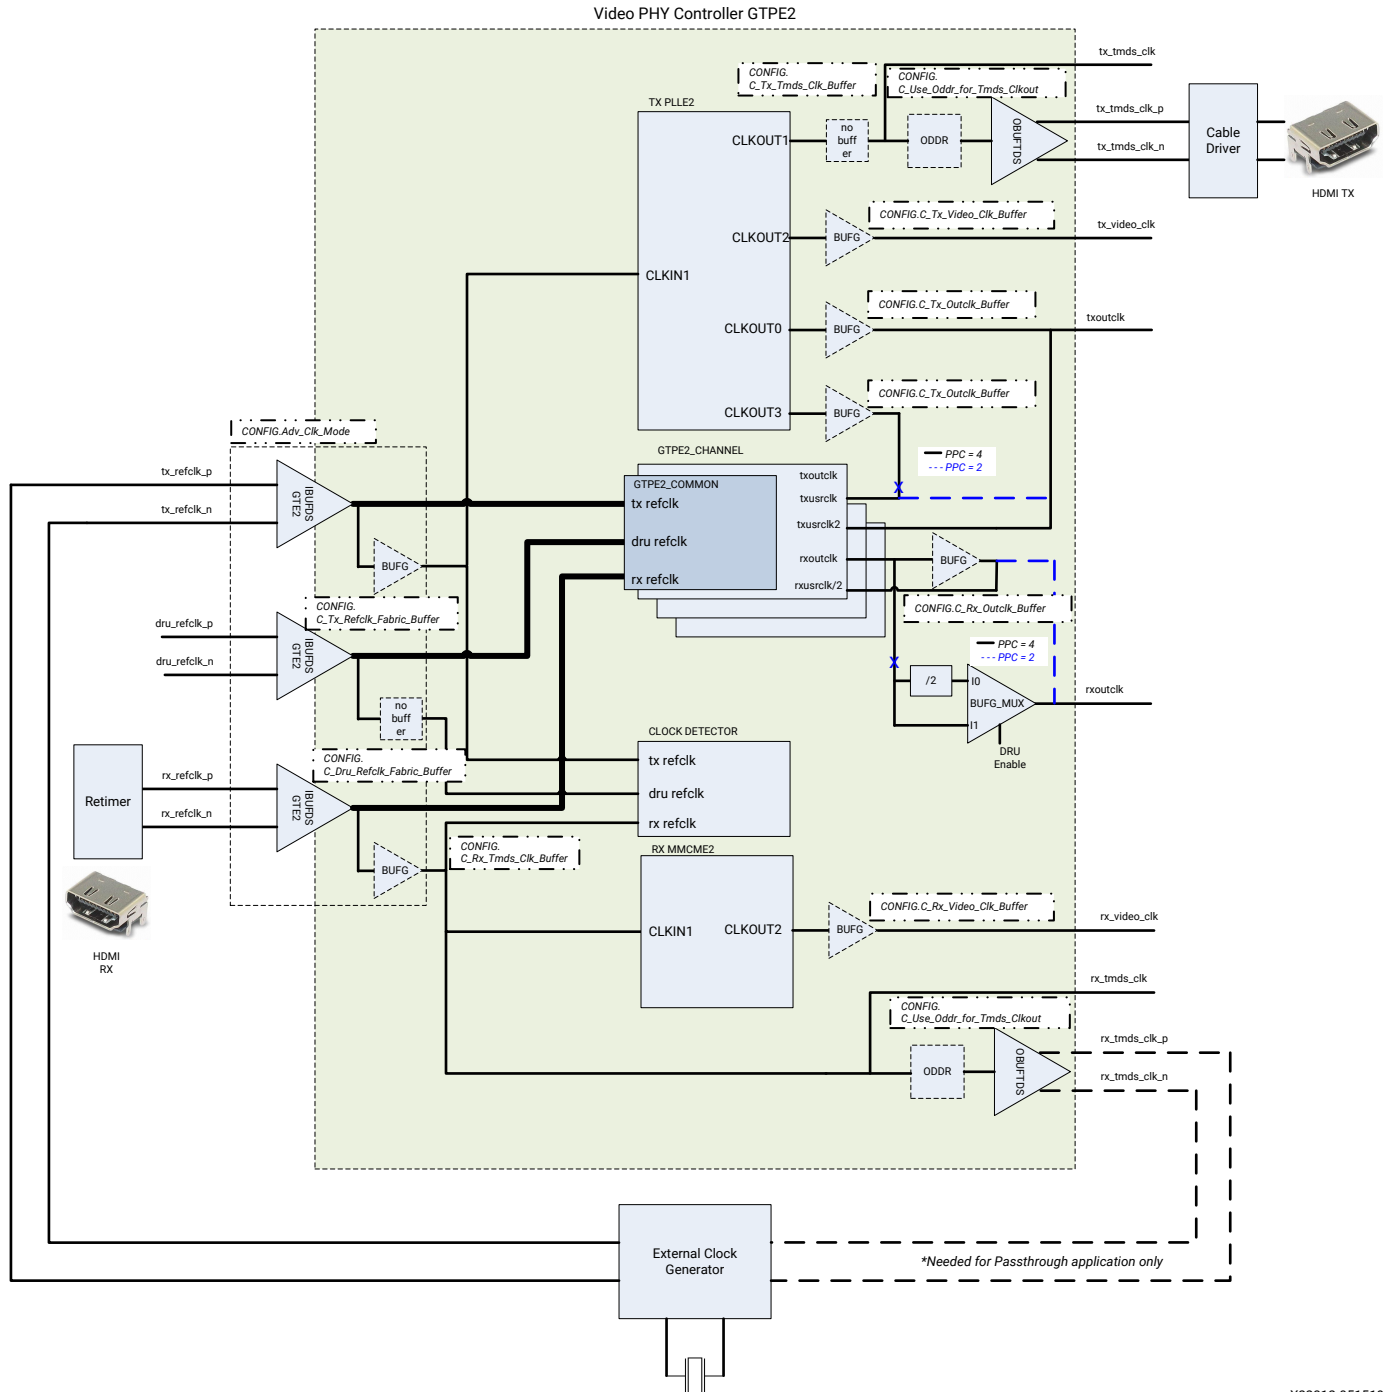 Video PHY Controller GTPE2
tx_tmds_clk
CONFIG.
C_Tx_Tmds_Clk_Buffer
CONFIG.
C_Use_Oddr_for_Tmds_Clkout
TX PLLE2
CLKOUT1
no
buff
er
ODDR
OBUFTDS
tx_tmds_clk_p
tx_tmds_clk_n
Cable
Driver
HDMI TX
CONFIG.C_Tx_Video_Clk_Buffer
CLKOUT2
BUFG
tx_video_clk
CLKIN1
CONFIG.C_Tx_Outclk_Buffer
CLKOUT0
BUFG
txoutclk
CONFIG.C_Tx_Outclk_Buffer
CLKOUT3
BUFG
CONFIG.Adv_Clk_Mode
GTPE2_CHANNEL
PPC = 4
PPC = 2
tx_refclk_p
tx_refclk_n
IBUFDS
GTE2
GTPE2_COMMON
tx refclk
dru refclk
rx refclk
txoutclk
txusrclk
X
txusrclk2
rxoutclk
rxusrclk/2
BUFG
BUFG
CONFIG.C_Rx_Outclk_Buffer
CONFIG.
C_Tx_Refclk_Fabric_Buffer
dru_refclk_p
dru_refclk_n
IBUFDS
GTE2
PPC = 4
PPC = 2
X
/2
I0
BUFG_MUX
I1
rxoutclk
DRU
Enable
no
buff
er
CLOCK DETECTOR
tx refclk
dru refclk
rx refclk
CONFIG.
C_Dru_Refclk_Fabric_Buffer
Retimer
rx_refclk_p
rx_refclk_n
IBUFDS
GTE2
CONFIG.
C_Rx_Tmds_Clk_Buffer
BUFG
HDMI
RX
RX MMCME2
CLKIN1
CLKOUT2
BUFG
CONFIG.C_Rx_Video_Clk_Buffer
rx_video_clk
rx_tmds_clk
CONFIG.
C_Use_Oddr_for_Tmds_Clkout
ODDR
OBUFTDS
rx_tmds_clk_p
rx_tmds_clk_n
External Clock
Generator
*Needed for Passthrough application only